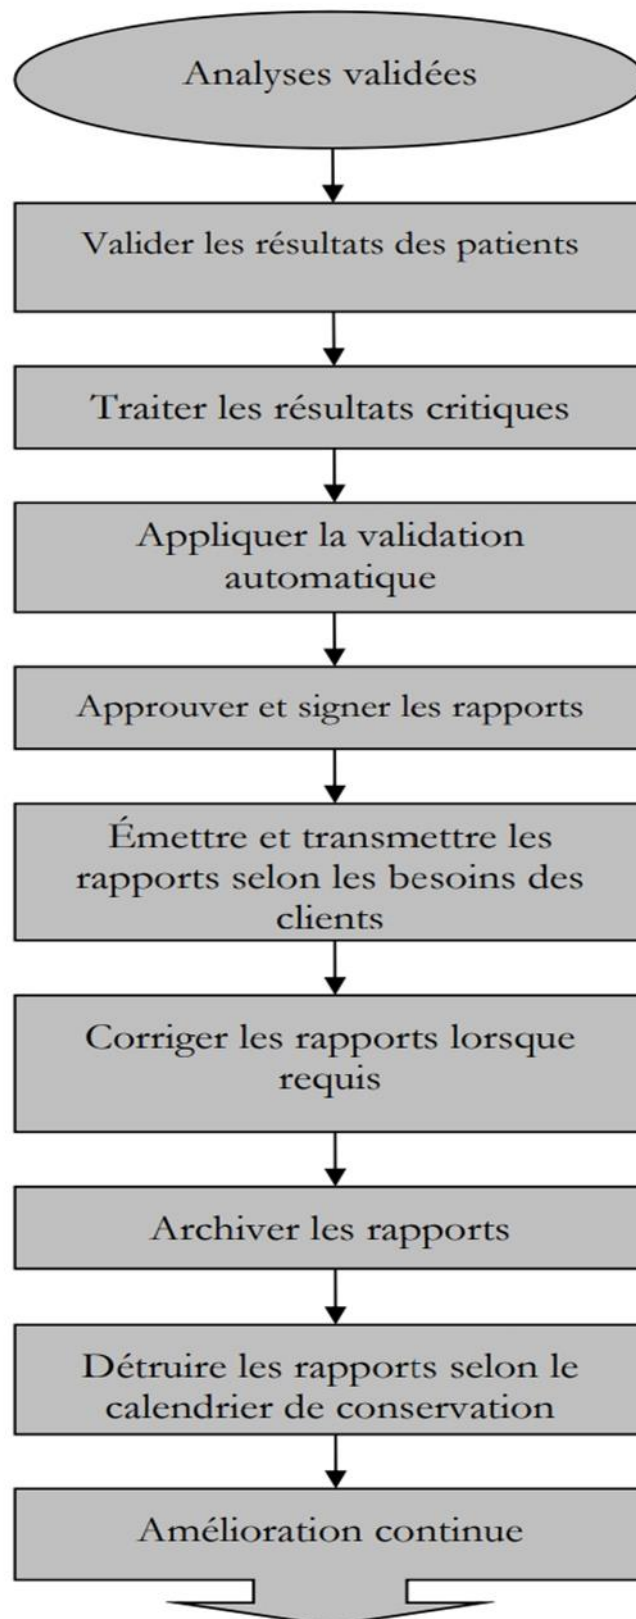 Analyses validées
Valider les résultats des patients
Traiter les résultats critiques
Appliquer la validation
automatique
Approuver et signer les rapports
Émettre et transmettre les
rapports selon les besoins des
clients
Corriger les rapports lorsque
requis
Archiver les rapports
Détruire les rapports selon le
calendrier de conservation
Amélioration continue